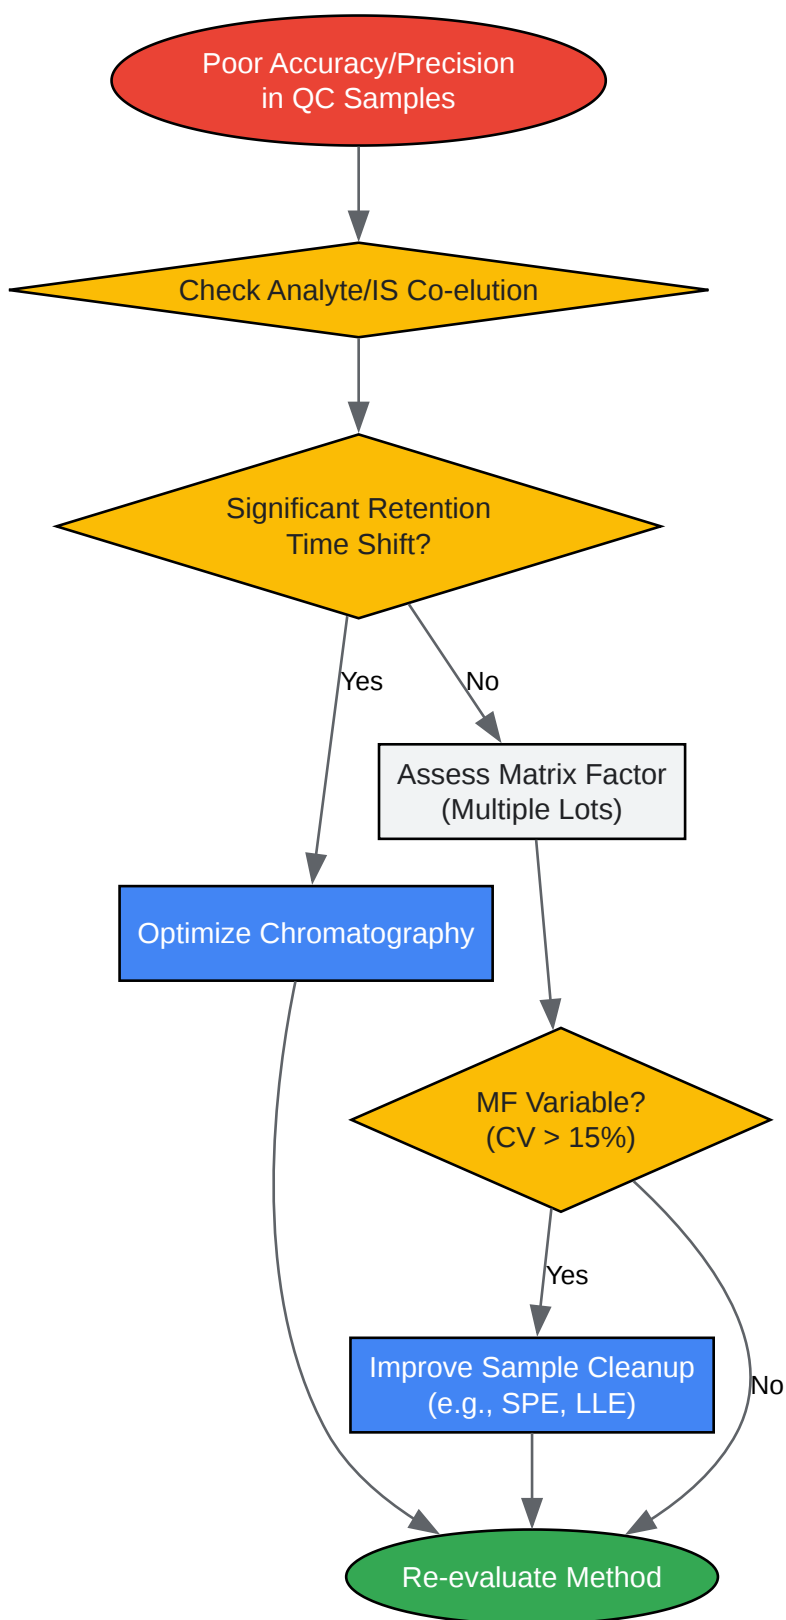 Poor Accuracy/Precision
in QC Samples
Check Analyte/IS Co-elution
Significant Retention
Time Shift?
Yes
No
Assess Matrix Factor
(Multiple Lots)
Optimize Chromatography
MF Variable?
(CV > 15%)
Yes
Improve Sample Cleanup
(e.g., SPE, LLE)
No
Re-evaluate Method